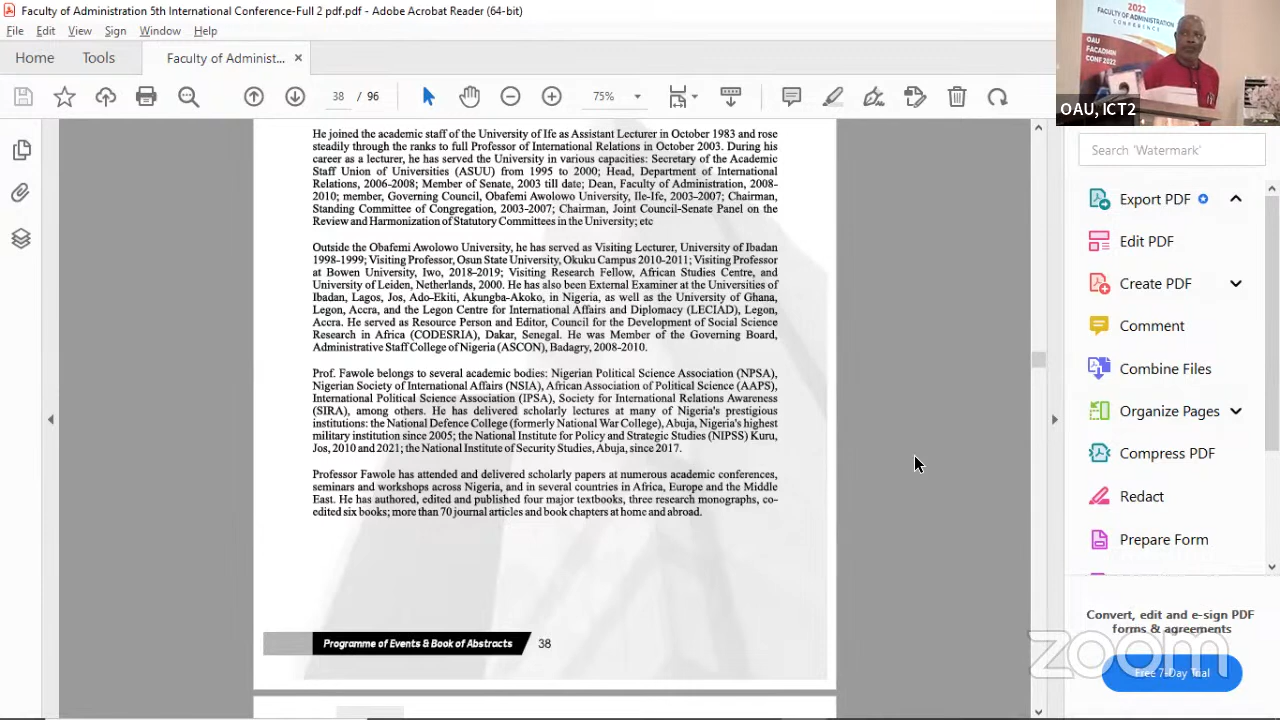 Faculty of Administration 5th International Conference-Full 2 pdf.pdf - Adobe Acrobat Reader (64-bit)
File Edit View Sign Window Help
Home Tools Faculty of Administ... ×
38 / 96 75%
He joined the academic staff of the University of Ife as Assistant Lecturer in October 1983 and rose
steadily through the ranks to full Professor of International Relations in October 2003. During his
career as a lecturer, he has served the University in various capacities: Secretary of the Academic
Staff Union of Universities (ASUU) from 1995 to 2000; Head, Department of International
Relations, 2006-2008; Member of Senate, 2003 till date; Dean, Faculty of Administration, 2008-
2010; member, Governing Council, Obafemi Awolowo University, Ile-Ife, 2003-2007; Chairman,
Standing Committee of Congregation, 2003-2007; Chairman, Joint Council-Senate Panel on the
Review and Harmonization of Statutory Committees in the University; etc
Outside the Obafemi Awolowo University, he has served as Visiting Lecturer, University of Ibadan
1998-1999; Visiting Professor, Osun State University, Okuku Campus 2010-2011; Visiting Professor
at Bowen University, Iwo, 2018-2019; Visiting Research Fellow, African Studies Centre, and
University of Leiden, Netherlands, 2000. He has also been External Examiner at the Universities of
Ibadan, Lagos, Jos, Ado-Ekiti, Akungba-Akoko, in Nigeria, as well as the University of Ghana,
Legon, Accra, and the Legon Centre for International Affairs and Diplomacy (LECIAD), Legon,
Accra. He served as Resource Person and Editor, Council for the Development of Social Science
Research in Africa (CODESRIA), Dakar, Senegal. He was Member of the Governing Board,
Administrative Staff College of Nigeria (ASCON), Badagry, 2008-2010.
Prof. Fawole belongs to several academic bodies: Nigerian Political Science Association (NPSA),
Nigerian Society of International Affairs (NSIA), African Association of Political Science (AAPS),
International Political Science Association (IPSA), Society for International Relations Awareness
(SIRA), among others. He has delivered scholarly lectures at many of Nigeria's prestigious
institutions: the National Defence College (formerly National War College), Abuja, Nigeria's highest
military institution since 2005; the National Institute for Policy and Strategic Studies (NIPSS) Kuru,
Jos, 2010 and 2021; the National Institute of Security Studies, Abuja, since 2017.
Professor Fawole has attended and delivered scholarly papers at numerous academic conferences,
seminars and workshops across Nigeria, and in several countries in Africa, Europe and the Middle
East. He has authored, edited and published four major textbooks, three research monographs, co-
edited six books; more than 70 journal articles and book chapters at home and abroad.
Programme of Events & Book of Abstracts 38
2022
FACULTY OF ADMINISTRATION
CONFERENCE
OAU
FACADMIN
CONF 2022
OAU, ICT2
Search 'Watermark'
Export PDF
Edit PDF
Create PDF
Comment
Combine Files
Organize Pages
Compress PDF
Redact
Prepare Form
Convert, edit and e-sign PDF
forms & agreements
Free 7-Day Trial
zoom